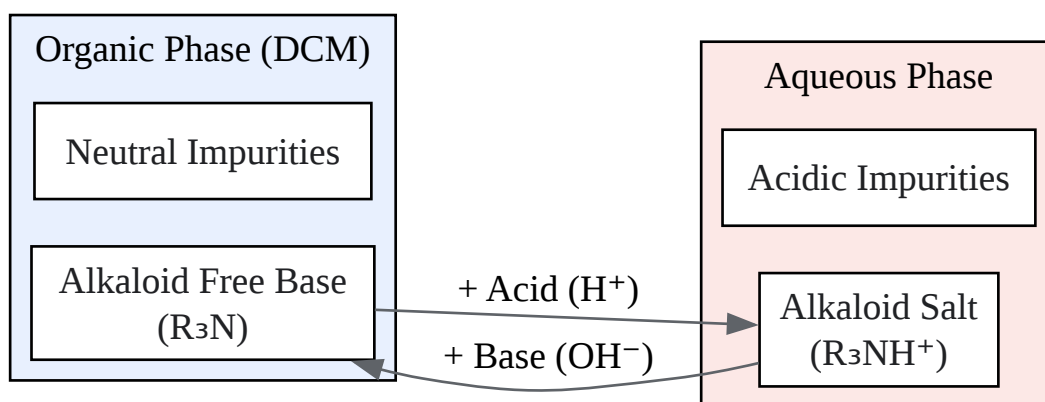 Organic Phase (DCM)
Neutral Impurities
Alkaloid Free Base
(R₃N)
+ Acid (H⁺)
+ Base (OH⁻)
Aqueous Phase
Acidic Impurities
Alkaloid Salt
(R₃NH⁺)